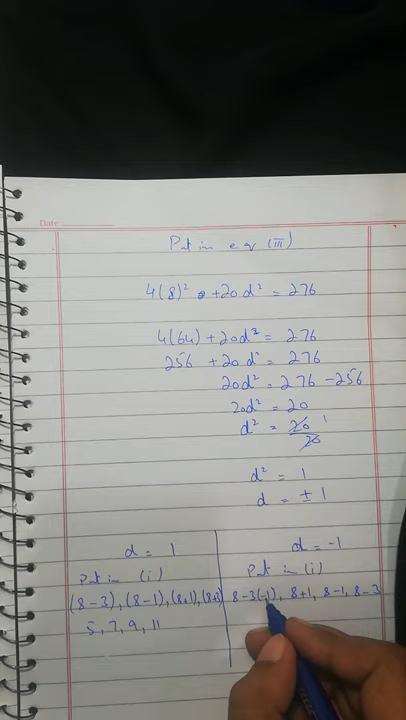 Date
Put in eq (iii)
4(8)² + 20d² = 276
4(64) + 20d² = 276
256 + 20d² = 276
20d² = 276 - 256
20d² = 20
d² = 20/20 1
d² = 1
d = ± 1
d = 1
Put in (i)
(8-3), (8-1), (8+1), (8+3)
5, 7, 9, 11
d = -1
Put in (i)
8-3(-1), 8+1, 8-1, 8-3